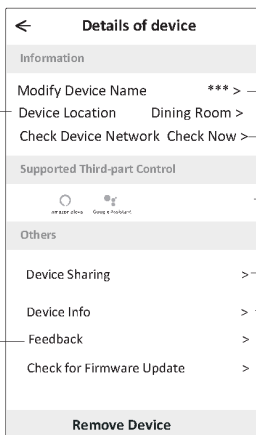 ← Details of device
Information
Modify Device Name *** >
Device Location Dining Room >
Check Device Network Check Now >
Supported Third-part Control
amazon alexa Google Assistant
Others
Device Sharing >
Device Info >
Feedback >
Check for Firmware Update >
Remove Device